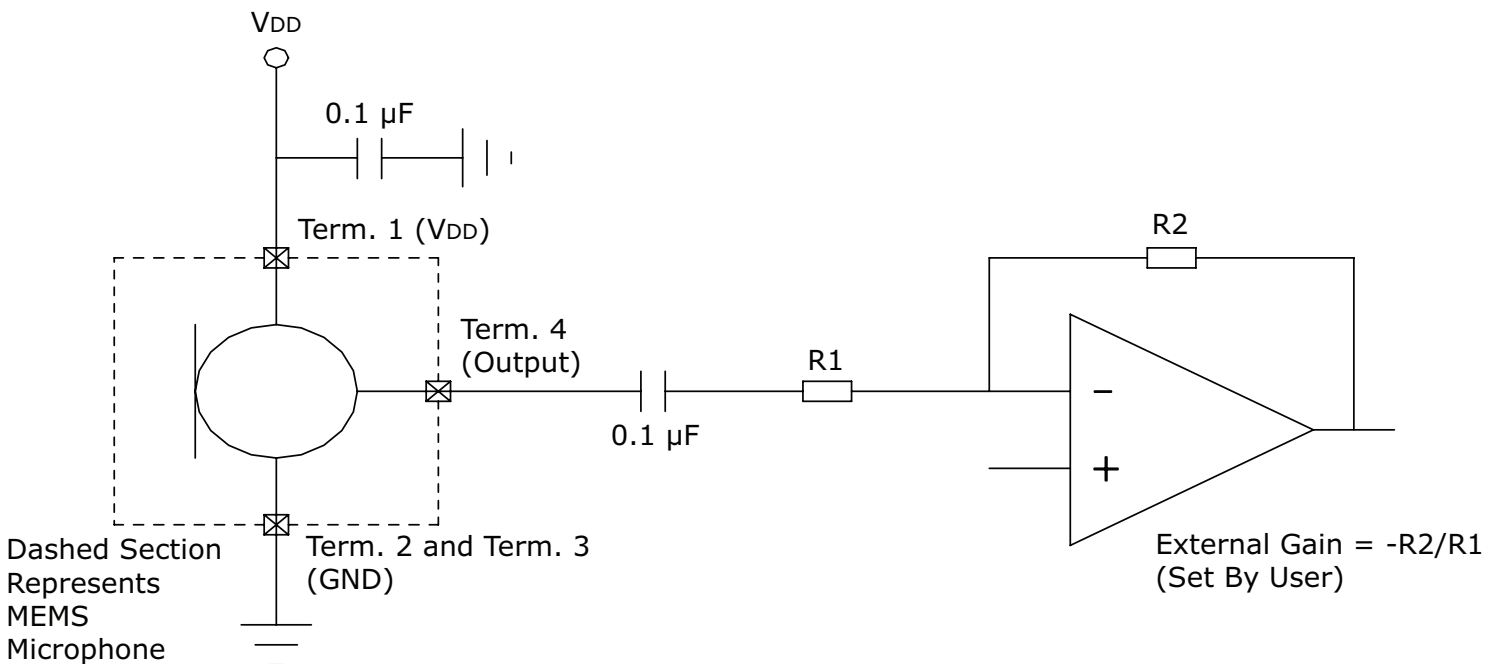 VDD
0.1 µF
Term. 1 (VDD)
R2
Term. 4
(Output)
R1
0.1 µF
−
+
Dashed Section
Represents
MEMS
Microphone
Term. 2 and Term. 3
(GND)
External Gain = -R2/R1
(Set By User)